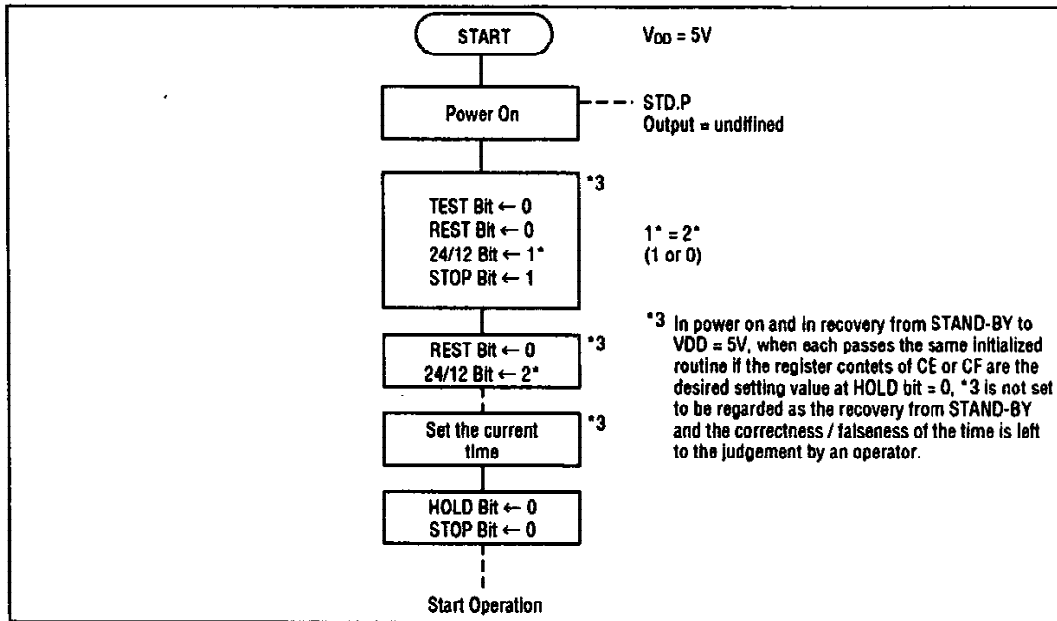 START
V_DD = 5V
Power On
STD.P
Output = undifined
*3
TEST Bit ← 0
REST Bit ← 0
24/12 Bit ← 1*
STOP Bit ← 1
1* = 2*
(1 or 0)
REST Bit ← 0
24/12 Bit ← 2*
*3
Set the current
time
*3
*3 In power on and in recovery from STAND-BY to
VDD = 5V, when each passes the same initialized
routine if the register contets of CE or CF are the
desired setting value at HOLD bit = 0, *3 is not set
to be regarded as the recovery from STAND-BY
and the correctness / falseness of the time is left
to the judgement by an operator.
HOLD Bit ← 0
STOP Bit ← 0
Start Operation